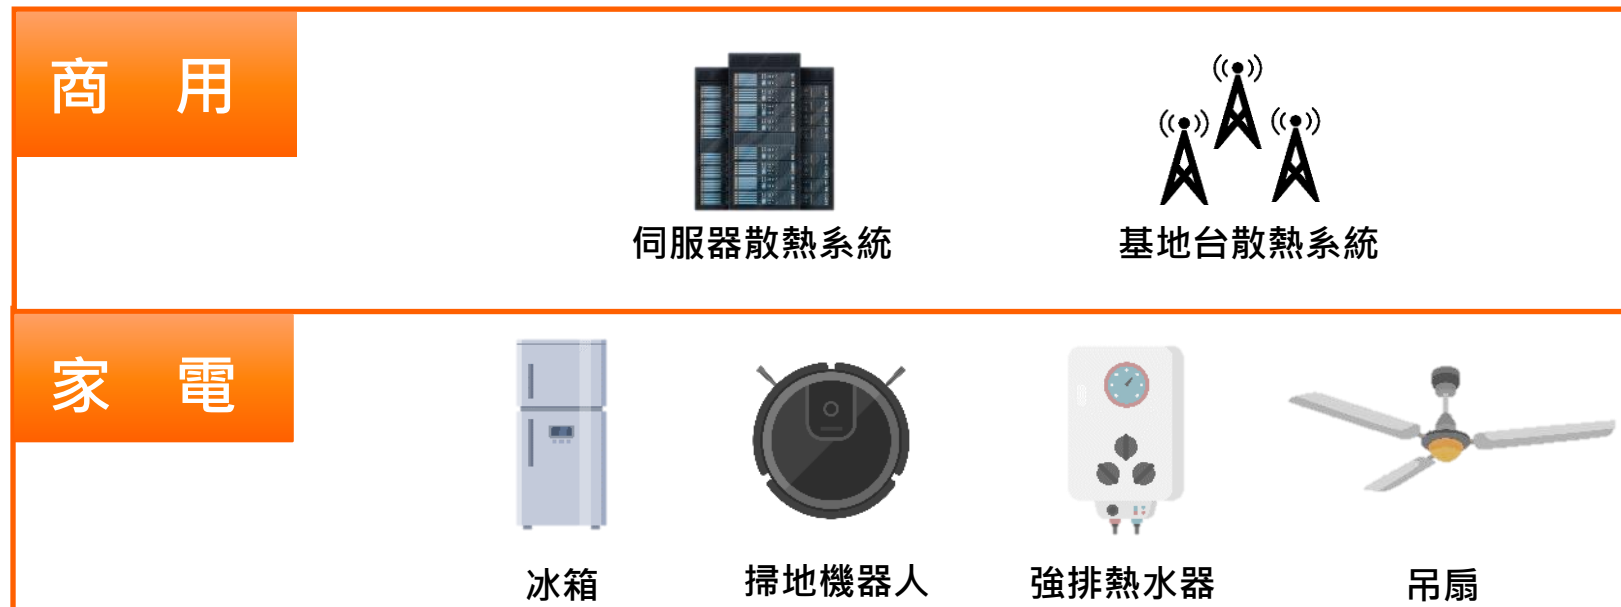 商 用
伺服器散熱系統
基地台散熱系統
家 電
冰箱
掃地機器人
強排熱水器
吊扇